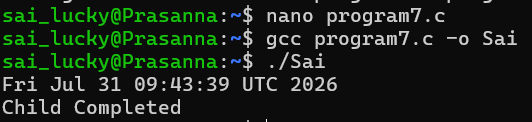 sai_lucky@Prasanna:~$ nano program7.c
sai_lucky@Prasanna:~$ gcc program7.c -o Sai
sai_lucky@Prasanna:~$ ./Sai
Fri Jul 31 09:43:39 UTC 2026
Child Completed